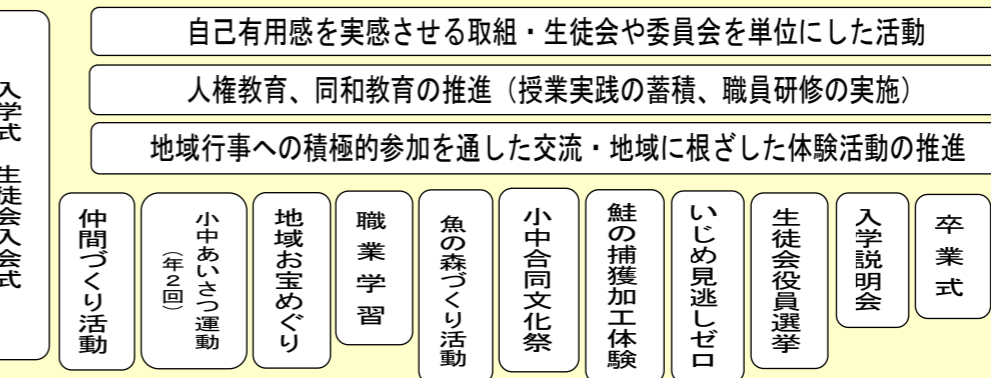 自己有用感を実感させる取組・生徒会や委員会を単位にした活動
人権教育、同和教育の推進（授業実践の蓄積、職員研修の実施）
地域行事への積極的参加を通した交流・地域に根ざした体験活動の推進
入学式　生徒会入会式
仲間づくり活動
小中あいさつ運動
（年２回）
地域お宝めぐり
職業学習
魚の森づくり活動
小中合同文化祭
鮭の捕獲加工体験
いじめ見逃しゼロ
生徒会役員選挙
入学説明会
卒業式